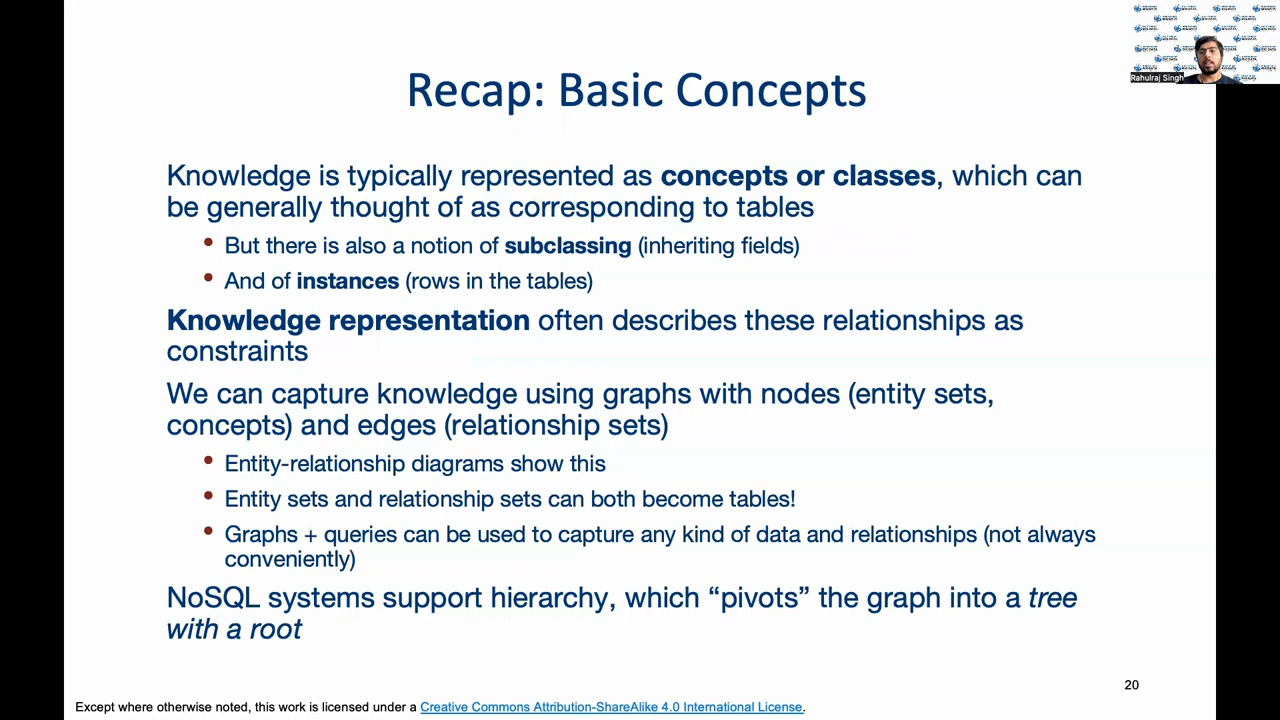 Rahulraj Singh
Recap: Basic Concepts
Knowledge is typically represented as concepts or classes, which can
be generally thought of as corresponding to tables
• But there is also a notion of subclassing (inheriting fields)
• And of instances (rows in the tables)
Knowledge representation often describes these relationships as
constraints
We can capture knowledge using graphs with nodes (entity sets,
concepts) and edges (relationship sets)
• Entity-relationship diagrams show this
• Entity sets and relationship sets can both become tables!
• Graphs + queries can be used to capture any kind of data and relationships (not always
conveniently)
NoSQL systems support hierarchy, which “pivots” the graph into a tree
with a root
20
Except where otherwise noted, this work is licensed under a Creative Commons Attribution-ShareAlike 4.0 International License.